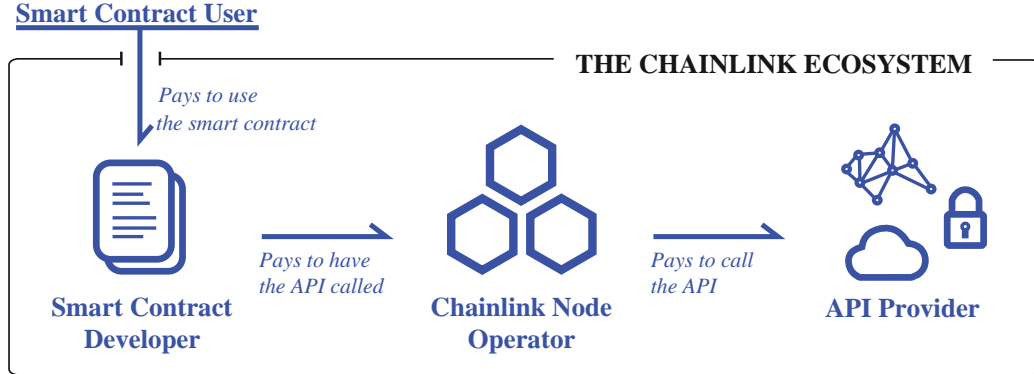 Smart Contract User
THE CHAINLINK ECOSYSTEM
Pays to use
the smart contract
Pays to have
the API called
Pays to call
the API
Smart Contract
Developer
Chainlink Node
Operator
API Provider